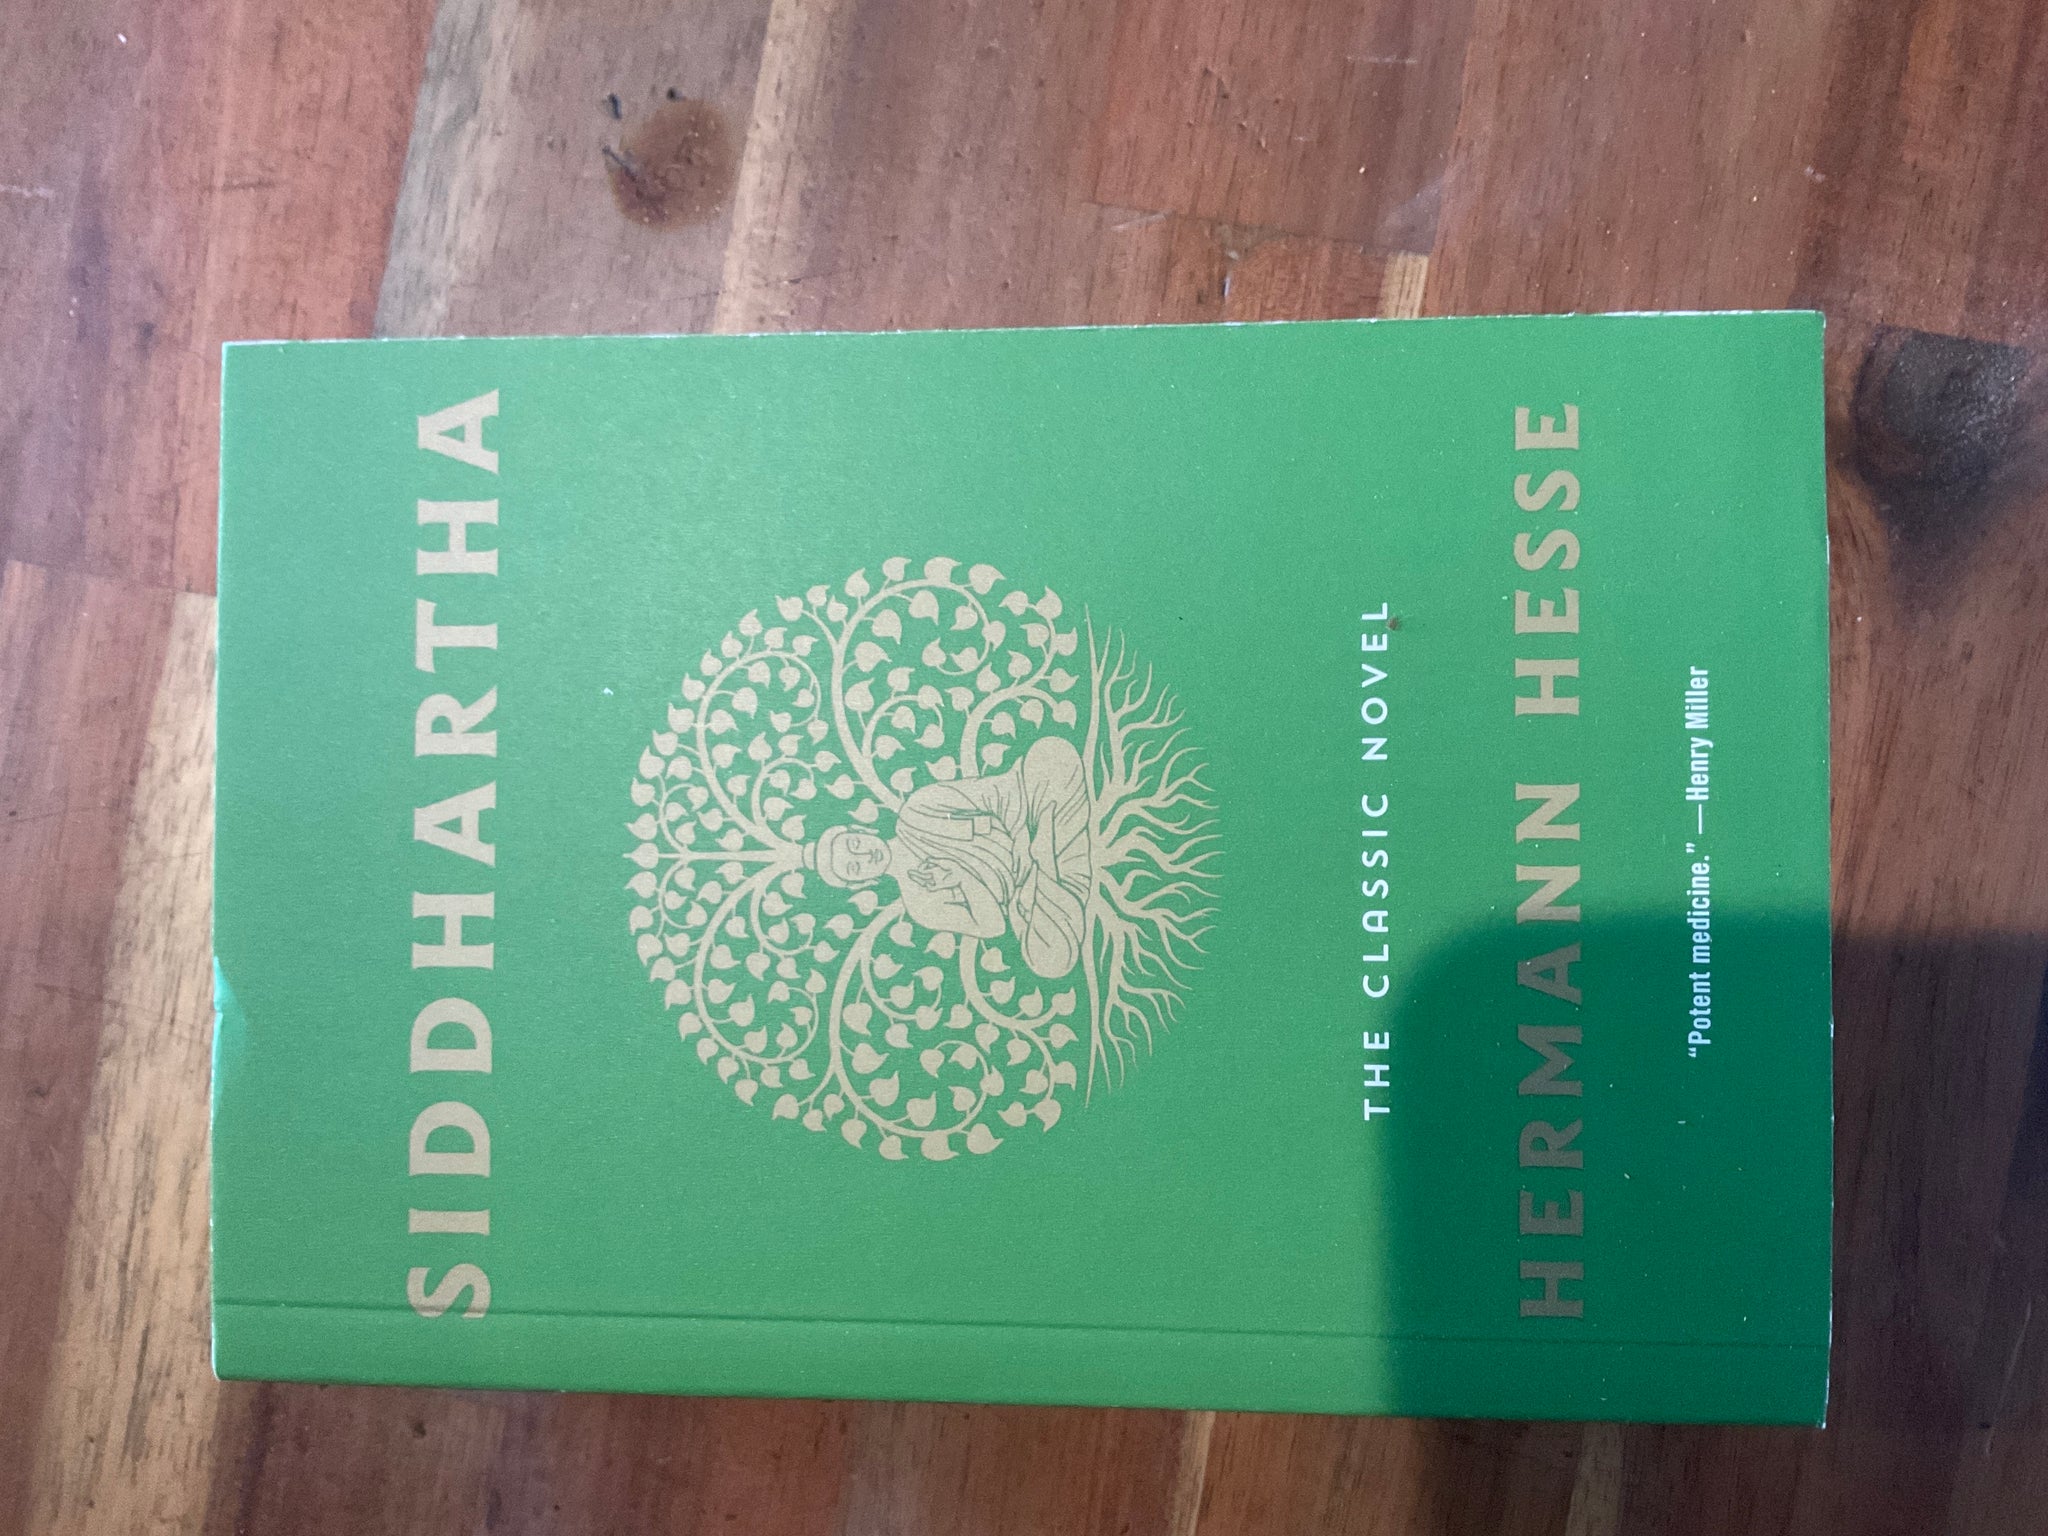 SIDDHARTHA
THE CLASSIC NOVEL
HERMANN HESSE
“Potent medicine.” —Henry Miller